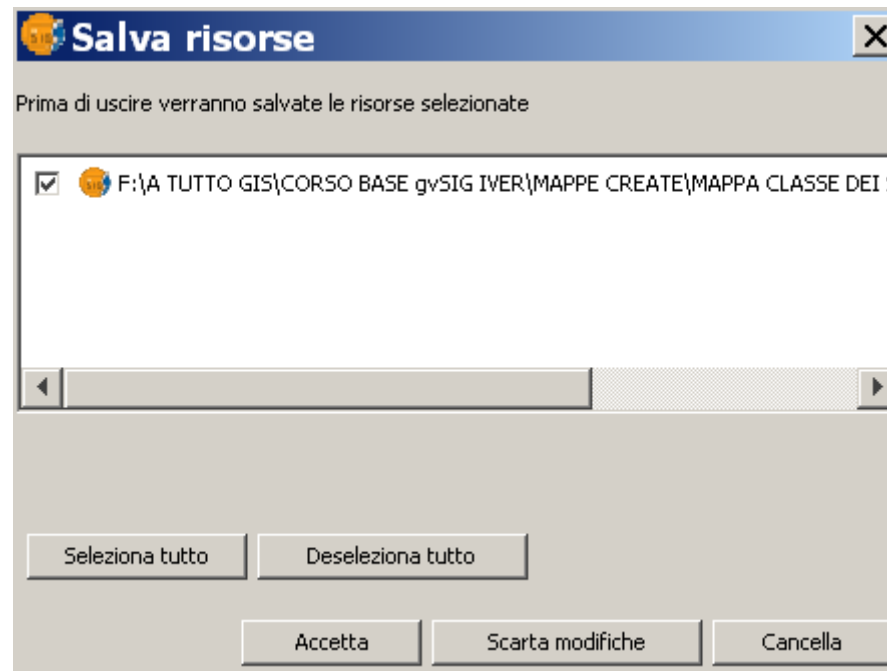 Salva risorse
Prima di uscire verranno salvate le risorse selezionate
F:\A TUTTO GIS\CORSO BASE gvSIG IVER\MAPPE CREATE\MAPPA CLASSE DEI
Seleziona tutto Deseleziona tutto
Accetta Scarta modifiche Cancella